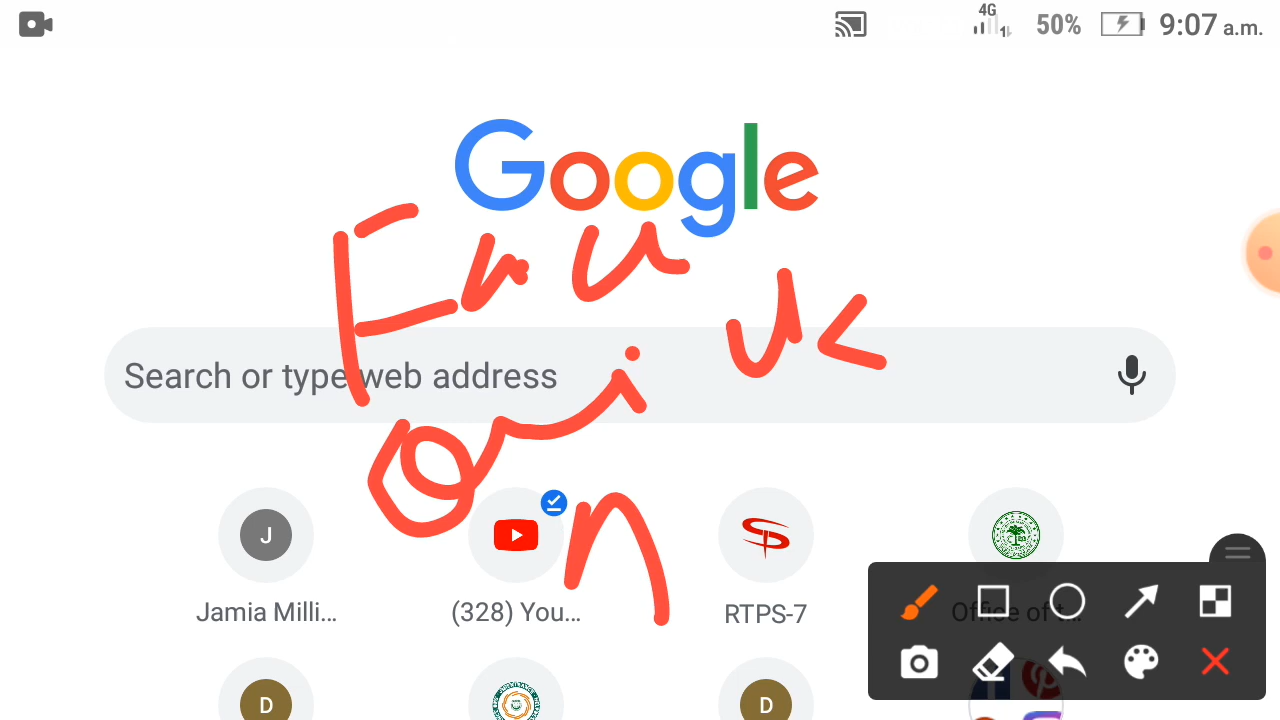 4G 50% 9:07 a.m.
Google
Search or type web address
J
Jamia Milli...
(328) You...
RTPS-7
Office of t...
D
D